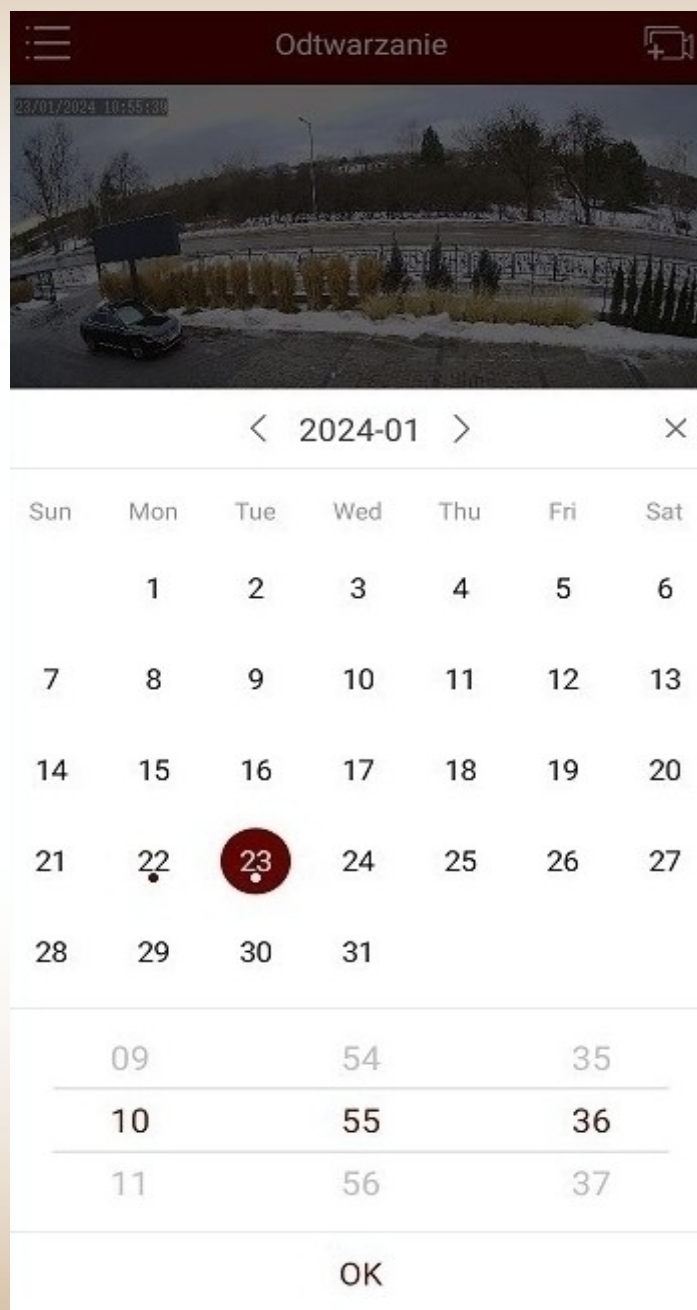 Odtwarzanie
23/01/2024 10:55:38
< 2024-01 > ×
Sun Mon Tue Wed Thu Fri Sat
1 2 3 4 5 6
7 8 9 10 11 12 13
14 15 16 17 18 19 20
21 22 23 24 25 26 27
28 29 30 31
09 54 35
10 55 36
11 56 37
OK